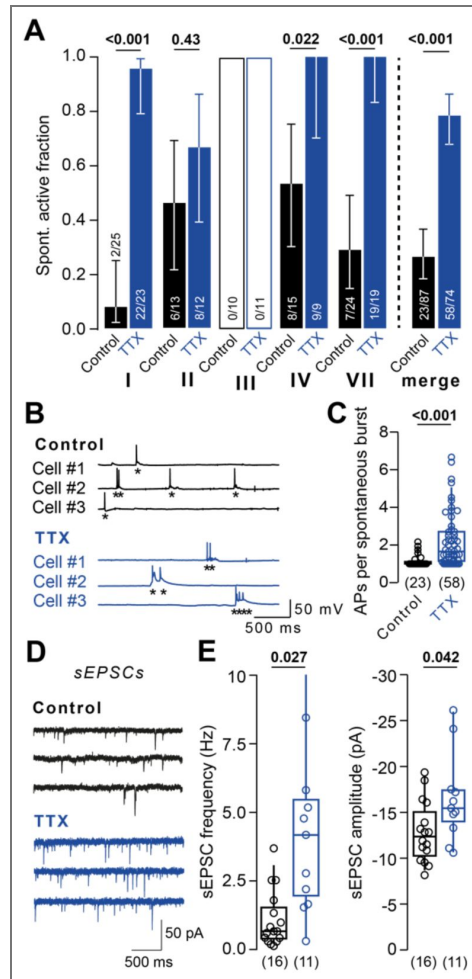 A
<0.001 0.43 0.022 <0.001 <0.001
Spont. active fraction
1.0
0.8
0.6
0.4
0.2
0.0
2/25 22/23 6/13 8/12 0/10 0/11 8/15 9/9 7/24 19/19 23/87 58/74
Control TTX Control TTX Control TTX Control TTX Control TTX Control TTX
I II III IV VII merge
B
Control
Cell #1
*
Cell #2
** * *
Cell #3
*
TTX
Cell #1
**
Cell #2
* *
Cell #3
****
50 mV
500 ms
C
<0.001
APs per spontaneous burst
8
6
4
2
0
(23) (58)
Control TTX
D
sEPSCs
Control
TTX
50 pA
500 ms
E
0.027
sEPSC frequency (Hz)
10
7.5
5.0
2.5
0.0
(16) (11)
0.042
sEPSC amplitude (pA)
-30
-25
-20
-15
-10
-5
0
(16) (11)